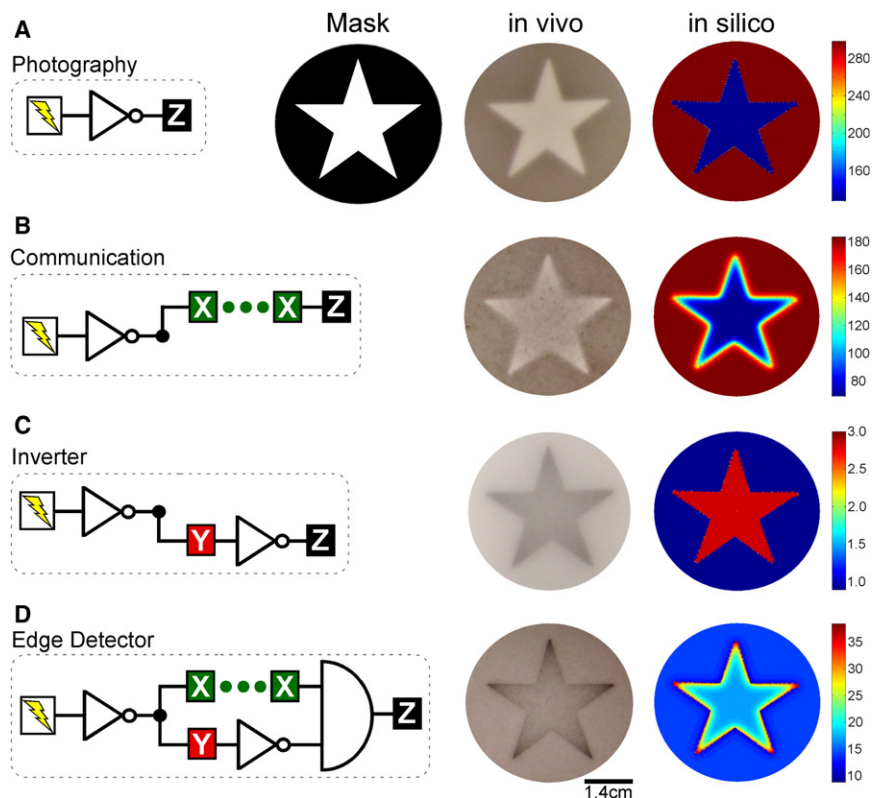 Mask in vivo in silico
A
Photography
Z
280
240
200
160
B
Communication
X X Z
180
160
140
120
100
80
C
Inverter
Y Z
3.0
2.5
2.0
1.5
1.0
D
Edge Detector
X X
Z
Y
35
30
25
20
15
10
1.4cm